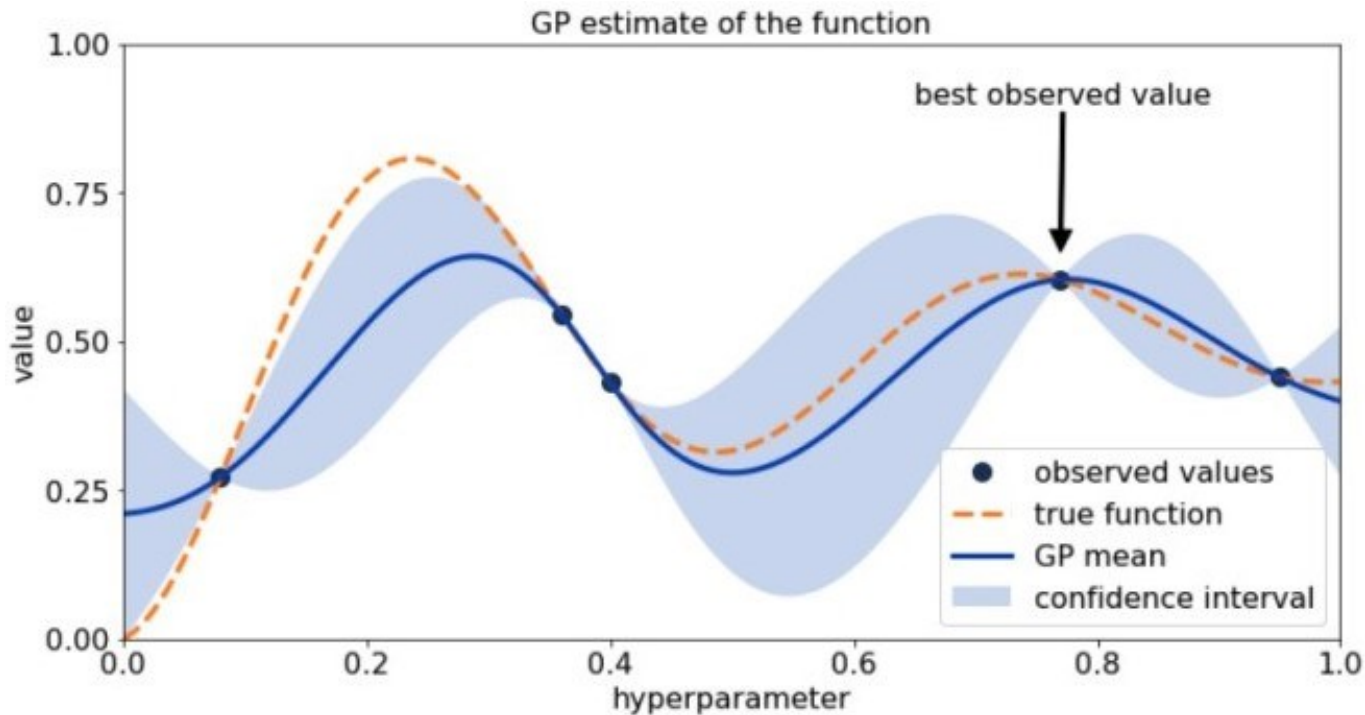 GP estimate of the function
1.00
best observed value
0.75
value
0.50
0.25
observed values
true function
GP mean
confidence interval
0.00
0.0 0.2 0.4 0.6 0.8 1.0
hyperparameter